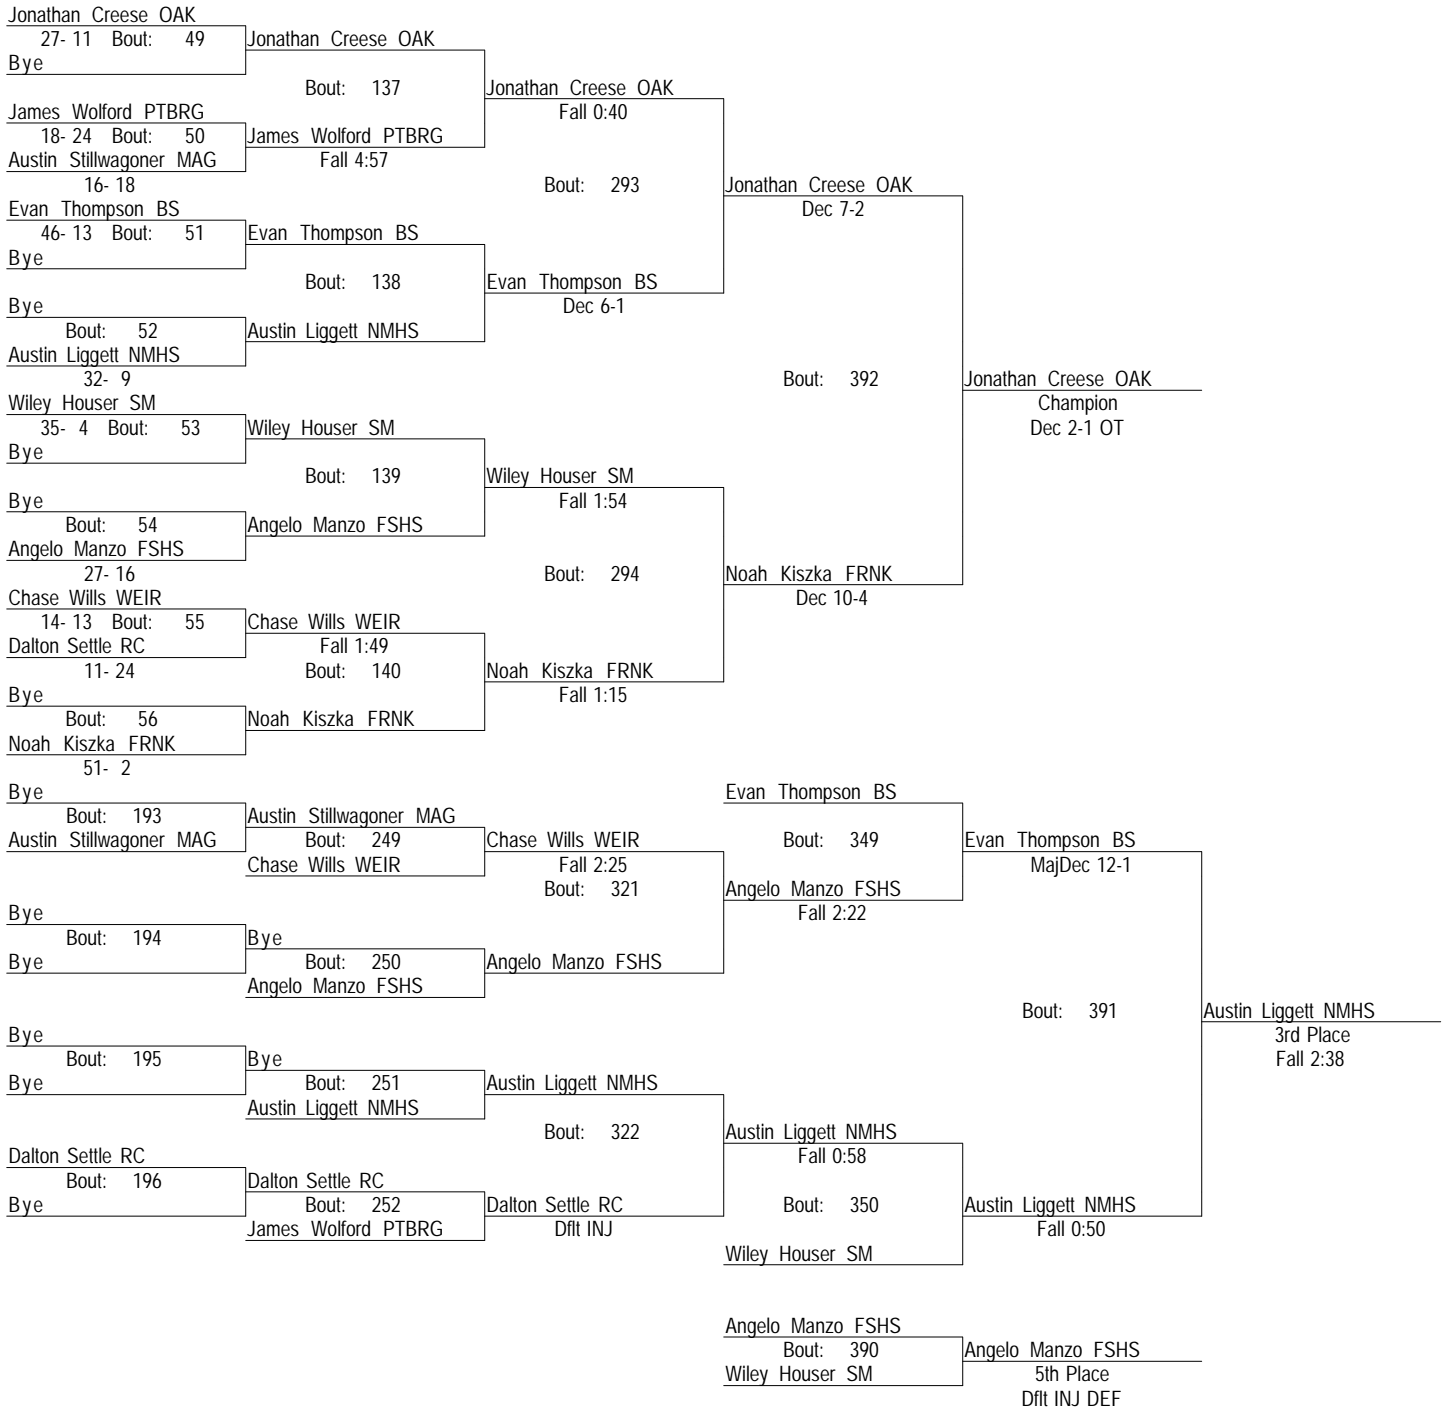 Jonathan Creese OAK
27- 11 Bout: 49 Jonathan Creese OAK
Bye
Bout: 137 Jonathan Creese OAK
James Wolford PTBRG Fall 0:40
18- 24 Bout: 50 James Wolford PTBRG
Austin Stillwagoner MAG Fall 4:57
16- 18 Bout: 293 Jonathan Creese OAK
Evan Thompson BS Dec 7-2
46- 13 Bout: 51 Evan Thompson BS
Bye
Bout: 138 Evan Thompson BS
Bye Dec 6-1
Bout: 52 Austin Liggett NMHS
Austin Liggett NMHS
32- 9 Bout: 392 Jonathan Creese OAK
Wiley Houser SM Champion
35- 4 Bout: 53 Wiley Houser SM Dec 2-1 OT
Bye
Bout: 139 Wiley Houser SM
Bye Fall 1:54
Bout: 54 Angelo Manzo FSHS
Angelo Manzo FSHS
27- 16 Bout: 294 Noah Kiszka FRNK
Chase Wills WEIR Dec 10-4
14- 13 Bout: 55 Chase Wills WEIR
Dalton Settle RC Fall 1:49
11- 24 Bout: 140 Noah Kiszka FRNK
Bye Fall 1:15
Bout: 56 Noah Kiszka FRNK
Noah Kiszka FRNK
51- 2
Bye Evan Thompson BS
Bout: 193 Austin Stillwagoner MAG
Austin Stillwagoner MAG Bout: 249 Chase Wills WEIR Bout: 349 Evan Thompson BS
Chase Wills WEIR Fall 2:25 MajDec 12-1
Bout: 321 Angelo Manzo FSHS
Bye Fall 2:22
Bout: 194 Bye
Bye Bout: 250 Angelo Manzo FSHS
Angelo Manzo FSHS
Bout: 391 Austin Liggett NMHS
Bye 3rd Place
Bout: 195 Bye Fall 2:38
Bye Bout: 251 Austin Liggett NMHS
Austin Liggett NMHS
Bout: 322 Austin Liggett NMHS
Dalton Settle RC Fall 0:58
Bout: 196 Dalton Settle RC
Bye Bout: 252 Dalton Settle RC Bout: 350 Austin Liggett NMHS
James Wolford PTBRG Dflt INJ Fall 0:50
Wiley Houser SM
Angelo Manzo FSHS
Bout: 390 Angelo Manzo FSHS
Wiley Houser SM 5th Place
Dflt INJ DEF